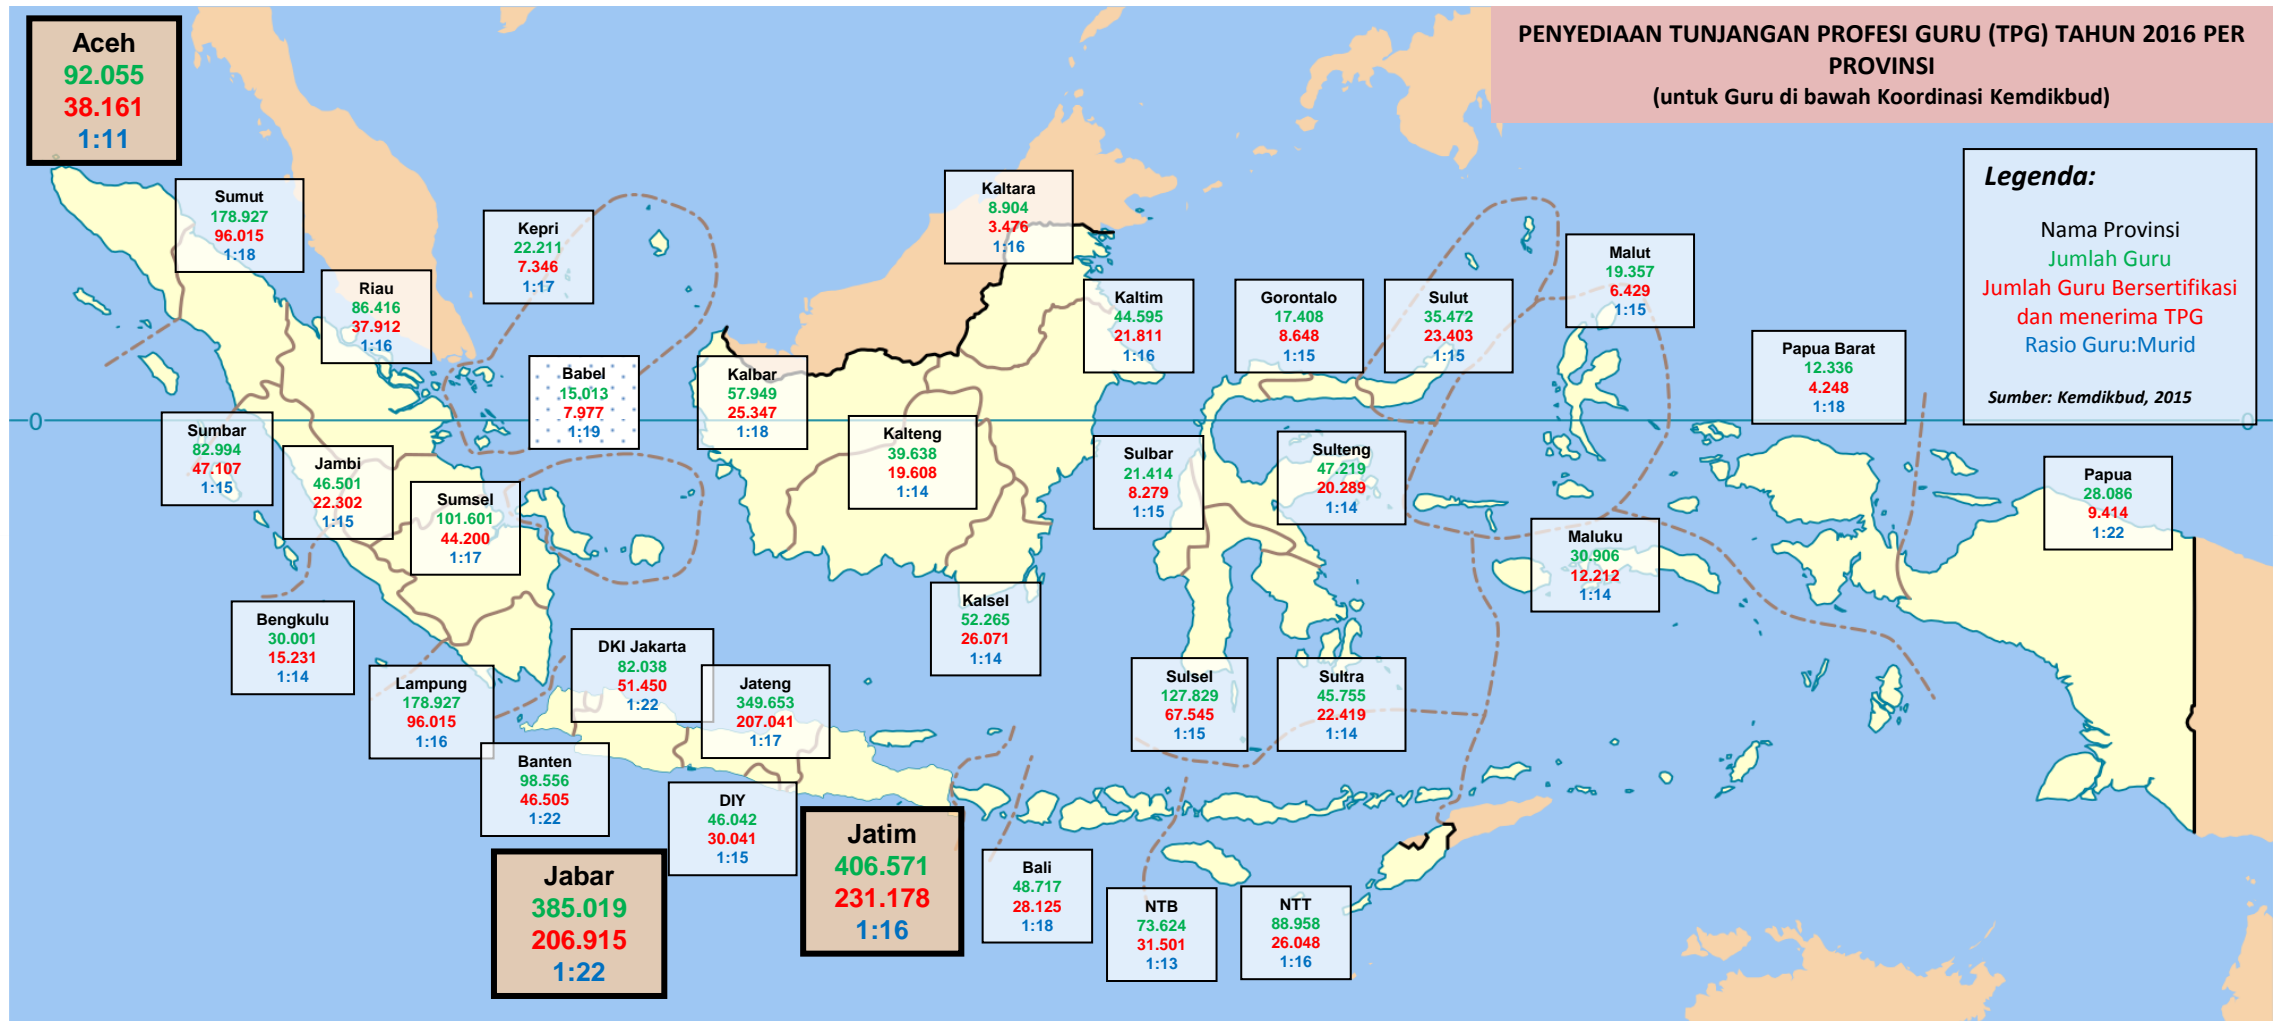 PENYEDIAAN TUNJANGAN PROFESI GURU (TPG) TAHUN 2016 PER
PROVINSI
(untuk Guru di bawah Koordinasi Kemdikbud)
Aceh
92.055
38.161
1:11
Sumut
178.927
96.015
1:18
Riau
86.416
37.912
1:16
Kepri
22.211
7.346
1:17
Babel
15.013
7.977
1:19
Sumbar
82.994
47.107
1:15
Jambi
46.501
22.302
1:15
Sumsel
101.601
44.200
1:17
Bengkulu
30.001
15.231
1:14
Lampung
178.927
96.015
1:16
Banten
98.556
46.505
1:22
DKI Jakarta
82.038
51.450
1:22
Jateng
349.653
207.041
1:17
DIY
46.042
30.041
1:15
Jabar
385.019
206.915
1:22
Jatim
406.571
231.178
1:16
Kaltara
8.904
3.476
1:16
Kaltim
44.595
21.811
1:16
Kalbar
57.949
25.347
1:18
Kalteng
39.638
19.608
1:14
Kalsel
52.265
26.071
1:14
Gorontalo
17.408
8.648
1:15
Sulut
35.472
23.403
1:15
Sulbar
21.414
8.279
1:15
Sulteng
47.219
20.289
1:14
Sulsel
127.829
67.545
1:15
Sultra
45.755
22.419
1:14
Bali
48.717
28.125
1:18
NTB
73.624
31.501
1:13
NTT
88.958
26.048
1:16
Malut
19.357
6.429
1:15
Maluku
30.906
12.212
1:14
Papua Barat
12.336
4.248
1:18
Papua
28.086
9.414
1:22
Legenda:
Nama Provinsi
Jumlah Guru
Jumlah Guru Bersertifikasi
dan menerima TPG
Rasio Guru:Murid
Sumber: Kemdikbud, 2015
0
0